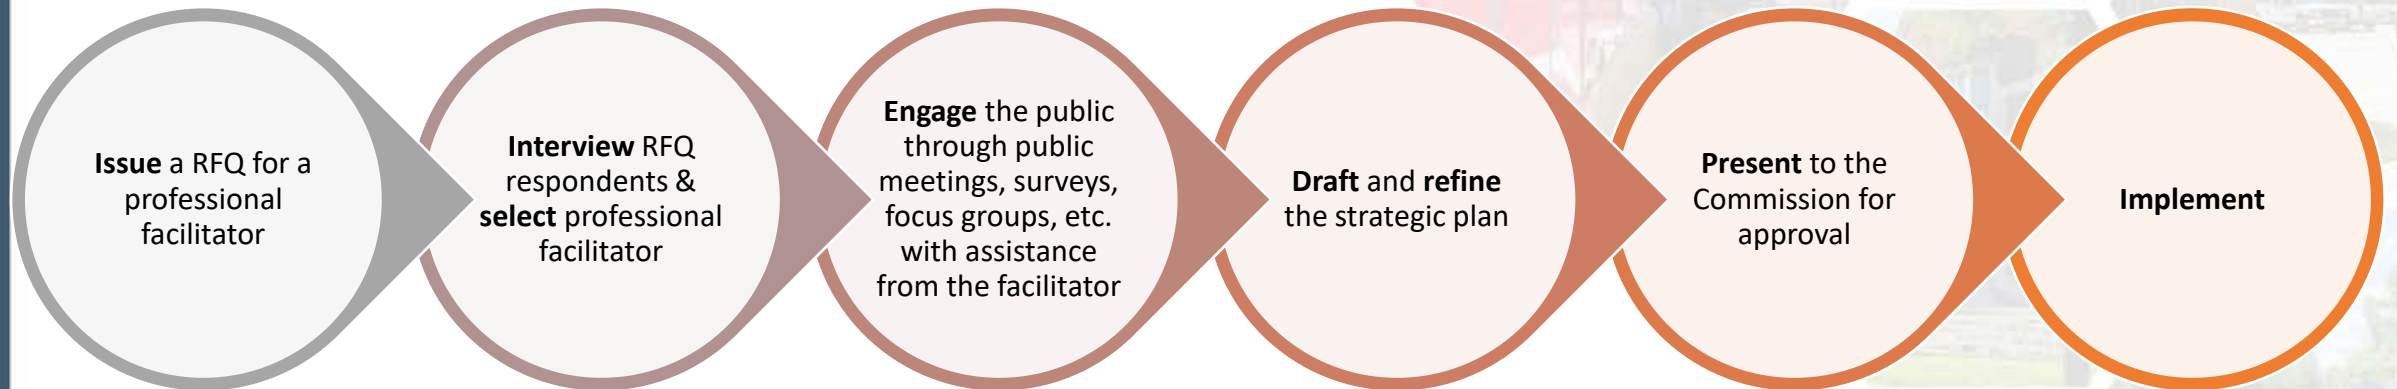 Issue a RFQ for a
professional
facilitator
Interview RFQ
respondents &
select professional
facilitator
Engage the public
through public
meetings, surveys,
focus groups, etc.
with assistance
from the facilitator
Draft and refine
the strategic plan
Present to the
Commission for
approval
Implement